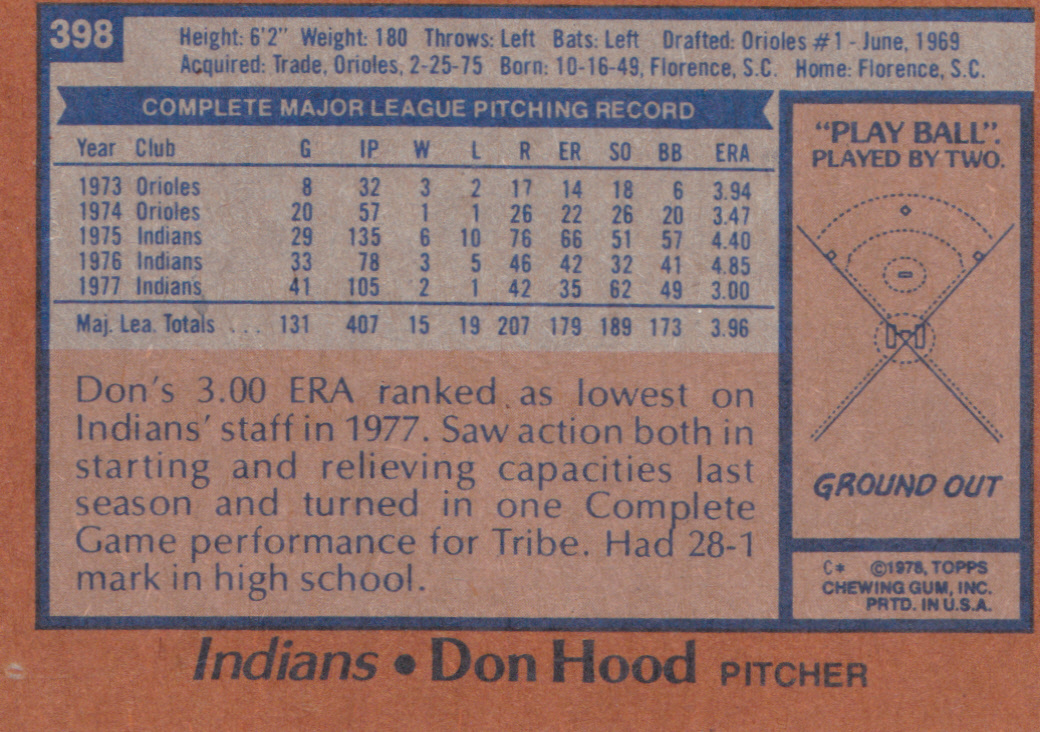 398
Height: 6'2" Weight: 180 Throws: Left Bats: Left Drafted: Orioles #1 - June, 1969
Acquired: Trade, Orioles, 2-25-75 Born: 10-16-49, Florence, S.C. Home: Florence, S.C.
COMPLETE MAJOR LEAGUE PITCHING RECORD
Year Club G IP W L R ER SO BB ERA
1973 Orioles 8 32 3 2 17 14 18 6 3.94
1974 Orioles 20 57 1 1 26 22 26 20 3.47
1975 Indians 29 135 6 10 76 66 51 57 4.40
1976 Indians 33 78 3 5 46 42 32 41 4.85
1977 Indians 41 105 2 1 42 35 62 49 3.00
Maj. Lea. Totals . . . 131 407 15 19 207 179 189 173 3.96
Don's 3.00 ERA ranked as lowest on
Indians' staff in 1977. Saw action both in
starting and relieving capacities last
season and turned in one Complete
Game performance for Tribe. Had 28-1
mark in high school.
"PLAY BALL".
PLAYED BY TWO.
GROUND OUT
C* ©1978, TOPPS
CHEWING GUM, INC.
PRTD. IN U.S.A.
Indians • Don Hood PITCHER